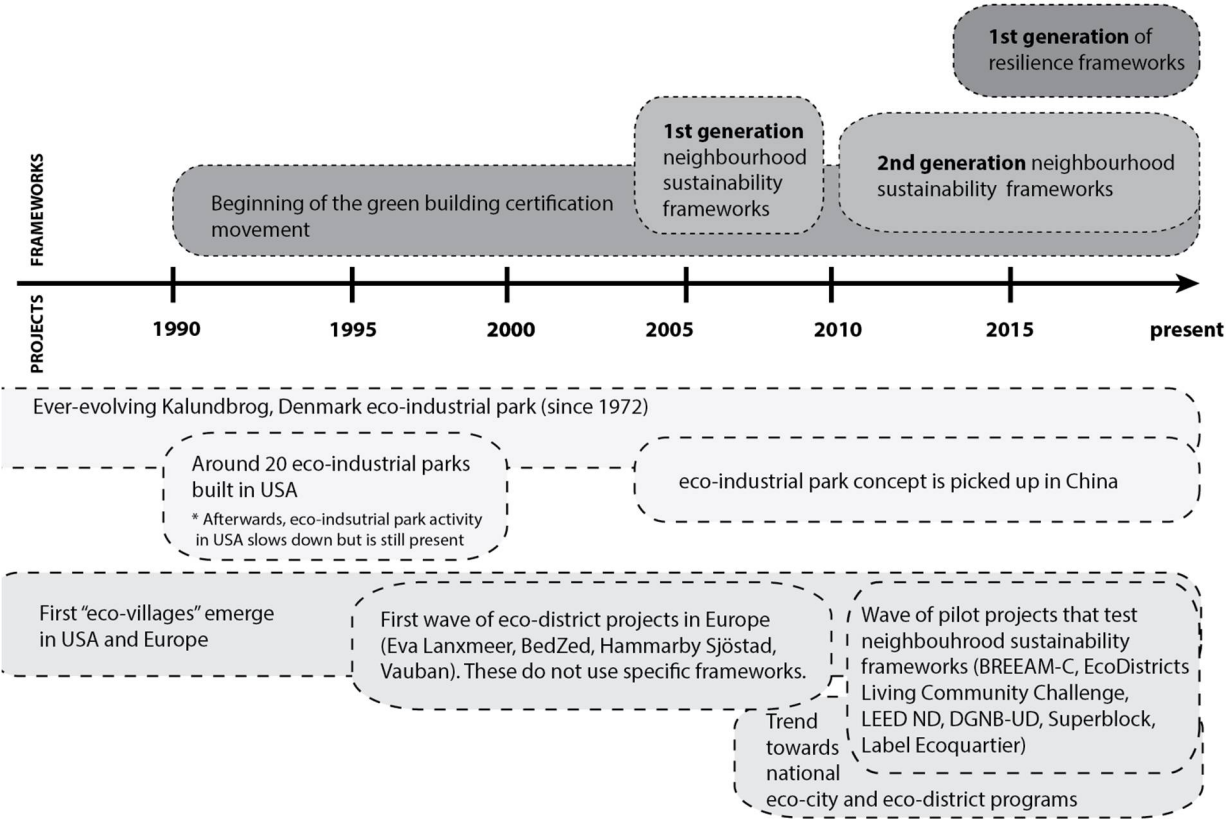 1st generation of
resilience frameworks
1st generation
neighbourhood
sustainability
frameworks
2nd generation neighbourhood
sustainability frameworks
Beginning of the green building certification
movement
FRAMEWORKS
PROJECTS
1990
1995
2000
2005
2010
2015
present
Ever-evolving Kalundbrog, Denmark eco-industrial park (since 1972)
Around 20 eco-industrial parks
built in USA
* Afterwards, eco-indsutrial park activity
in USA slows down but is still present
eco-industrial park concept is picked up in China
First “eco-villages” emerge
in USA and Europe
First wave of eco-district projects in Europe
(Eva Lanxmeer, BedZed, Hammarby Sjöstad,
Vauban). These do not use specific frameworks.
Wave of pilot projects that test
neighbouhrood sustainability
frameworks (BREEAM-C, EcoDistricts
Living Community Challenge,
LEED ND, DGNB-UD, Superblock,
Label Ecoquartier)
Trend
towards
national
eco-city and eco-district programs